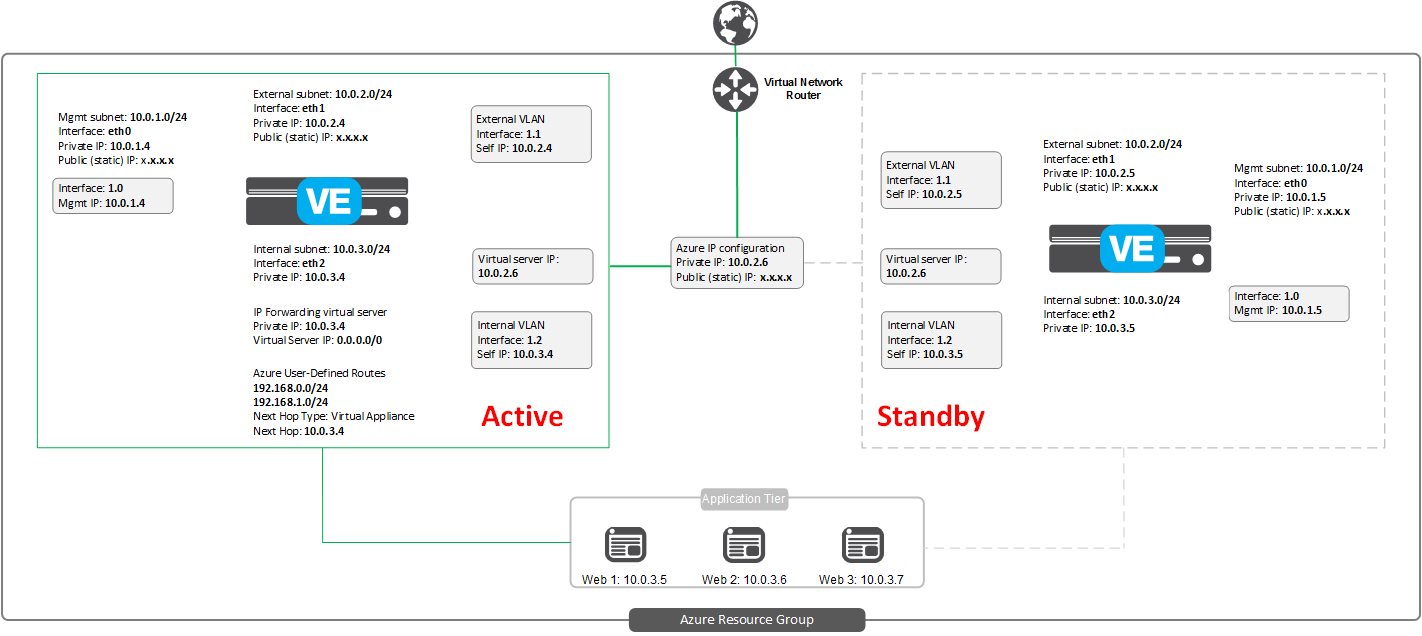 Virtual Network
Router
Mgmt subnet: 10.0.1.0/24
Interface: eth0
Private IP: 10.0.1.4
Public (static) IP: x.x.x.x
Interface: 1.0
Mgmt IP: 10.0.1.4
External subnet: 10.0.2.0/24
Interface: eth1
Private IP: 10.0.2.4
Public (static) IP: x.x.x.x
VE
Internal subnet: 10.0.3.0/24
Interface: eth2
Private IP: 10.0.3.4
IP Forwarding virtual server
Private IP: 10.0.3.4
Virtual Server IP: 0.0.0.0/0
Azure User-Defined Routes
192.168.0.0/24
192.168.1.0/24
Next Hop Type: Virtual Appliance
Next Hop: 10.0.3.4
External VLAN
Interface: 1.1
Self IP: 10.0.2.4
Virtual server IP:
10.0.2.6
Internal VLAN
Interface: 1.2
Self IP: 10.0.3.4
Active
Azure IP configuration
Private IP: 10.0.2.6
Public (static) IP: x.x.x.x
External VLAN
Interface: 1.1
Self IP: 10.0.2.5
Virtual server IP:
10.0.2.6
Internal VLAN
Interface: 1.2
Self IP: 10.0.3.5
Standby
External subnet: 10.0.2.0/24
Interface: eth1
Private IP: 10.0.2.5
Public (static) IP: x.x.x.x
VE
Internal subnet: 10.0.3.0/24
Interface: eth2
Private IP: 10.0.3.5
Mgmt subnet: 10.0.1.0/24
Interface: eth0
Private IP: 10.0.1.5
Public (static) IP: x.x.x.x
Interface: 1.0
Mgmt IP: 10.0.1.5
Application Tier
Web 1: 10.0.3.5
Web 2: 10.0.3.6
Web 3: 10.0.3.7
Azure Resource Group